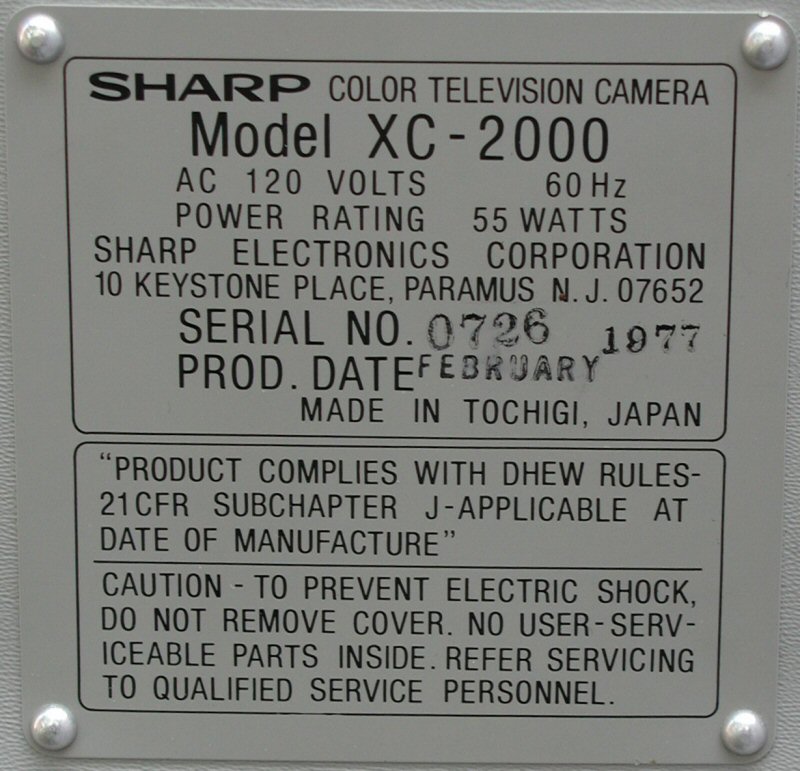 SHARP COLOR TELEVISION CAMERA
Model XC-2000
AC 120 VOLTS 60Hz
POWER RATING 55 WATTS
SHARP ELECTRONICS CORPORATION
10 KEYSTONE PLACE, PARAMUS N.J. 07652
SERIAL NO. 0726 1977
PROD. DATE FEBRUARY
MADE IN TOCHIGI, JAPAN
"PRODUCT COMPLIES WITH DHEW RULES-
21CFR SUBCHAPTER J-APPLICABLE AT
DATE OF MANUFACTURE"
CAUTION - TO PREVENT ELECTRIC SHOCK,
DO NOT REMOVE COVER. NO USER-SERV-
ICEABLE PARTS INSIDE. REFER SERVICING
TO QUALIFIED SERVICE PERSONNEL.